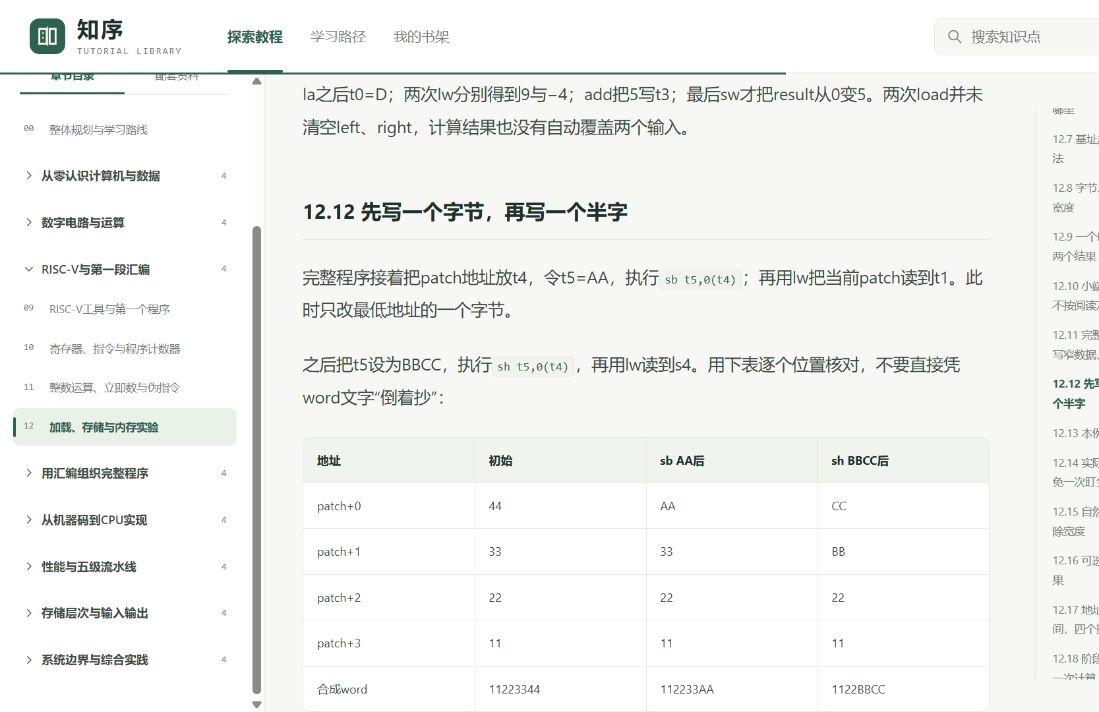 知序
TUTORIAL LIBRARY
探索教程
学习路径
我的书架
搜索知识点
章节目录
配套资料
00 整体规划与学习路线
从零认识计算机与数据 4
数字电路与运算 4
RISC-V与第一段汇编 4
09 RISC-V工具与第一个程序
10 寄存器、指令与程序计数器
11 整数运算、立即数与伪指令
12 加载、存储与内存实验
用汇编组织完整程序 4
从机器码到CPU实现 4
性能与五级流水线 4
存储层次与输入输出 4
系统边界与综合实践 4
la之后t0=D；两次lw分别得到9与−4；add把5写t3；最后sw才把result从0变5。两次load并未
清空left、right，计算结果也没有自动覆盖两个输入。
12.12 先写一个字节，再写一个半字
完整程序接着把patch地址放t4，令t5=AA，执行 sb t5,0(t4) ；再用lw把当前patch读到t1。此
时只改最低地址的一个字节。
之后把t5设为BBCC，执行 sh t5,0(t4) ，再用lw读到s4。用下表逐个位置核对，不要直接凭
word文字“倒着抄”：
地址 初始 sb AA后 sh BBCC后
patch+0 44 AA CC
patch+1 33 33 BB
patch+2 22 22 22
patch+3 11 11 11
合成word 11223344 112233AA 1122BBCC
哪里
12.7 基址
法
12.8 字节
宽度
12.9 一个
两个结果
12.10 小
不按阅读
12.11 完
写窄数据、
12.12 先写
个半字
12.13 本例
12.14 实际
免一次盯
12.15 自然
除宽度
12.16 可
果
12.17 地址
间，四个
12.18 阶段
一次计算